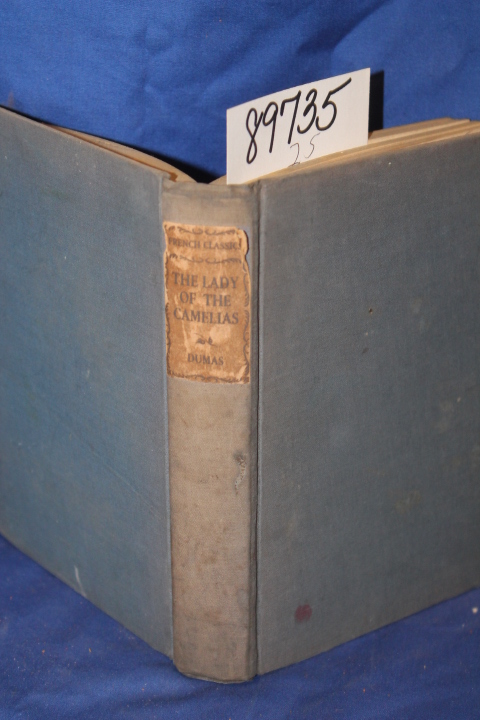 89735
25
FRENCH CLASSICS
THE LADY
OF THE
CAMELIAS
DUMAS